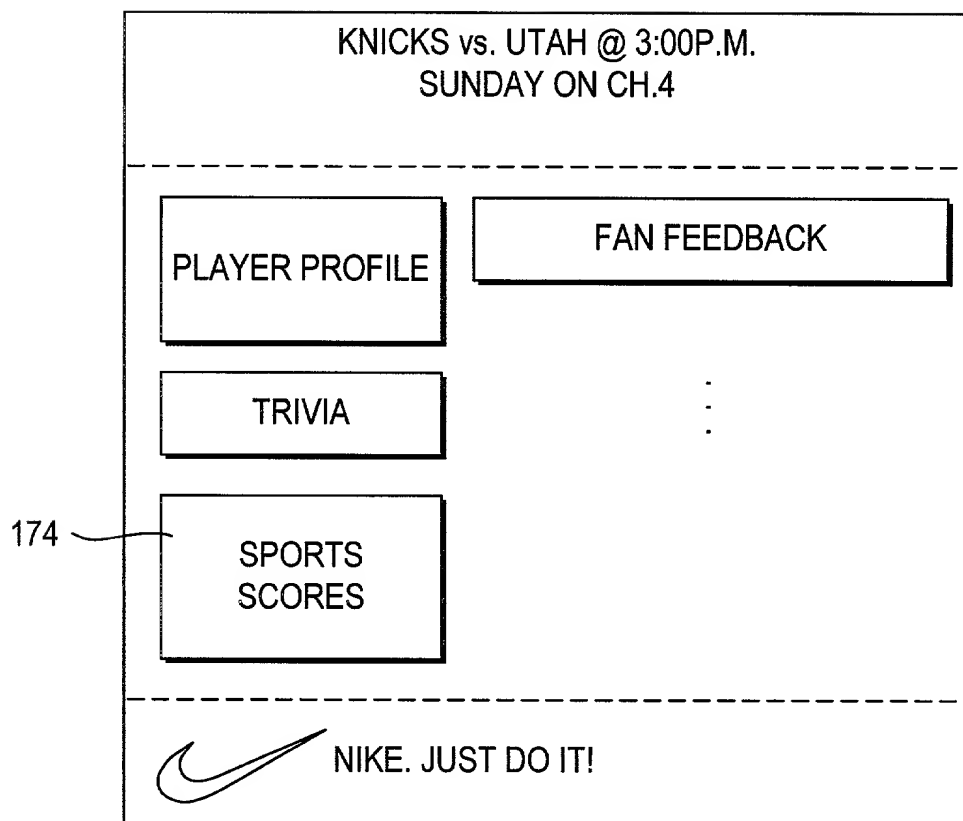 KNICKS vs. UTAH @ 3:00P.M.
SUNDAY ON CH.4
PLAYER PROFILE
FAN FEEDBACK
TRIVIA
174
SPORTS
SCORES
NIKE. JUST DO IT!